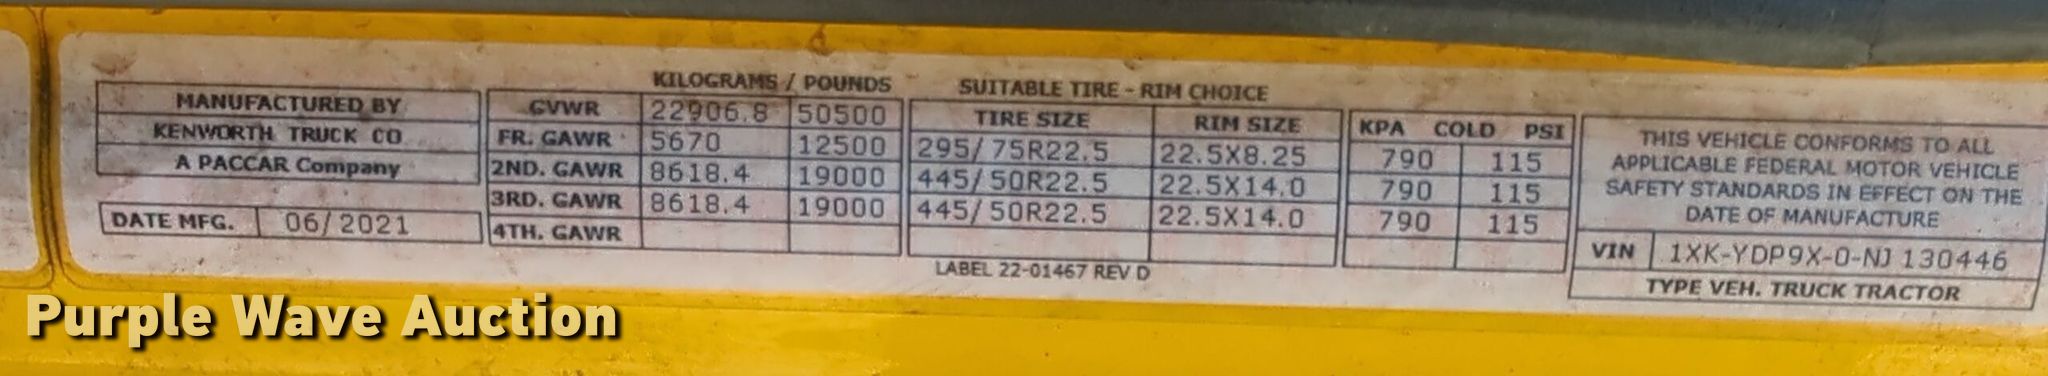 KILOGRAMS / POUNDS SUITABLE TIRE - RIM CHOICE
MANUFACTURED BY
KENWORTH TRUCK CO
A PACCAR Company
DATE MFG. 06/2021
GVWR 22906.8 50500
FR. GAWR 5670 12500
2ND. GAWR 8618.4 19000
3RD. GAWR 8618.4 19000
4TH. GAWR
TIRE SIZE RIM SIZE
295/75R22.5 22.5X8.25
445/50R22.5 22.5X14.0
445/50R22.5 22.5X14.0
KPA COLD PSI
790 115
790 115
790 115
THIS VEHICLE CONFORMS TO ALL
APPLICABLE FEDERAL MOTOR VEHICLE
SAFETY STANDARDS IN EFFECT ON THE
DATE OF MANUFACTURE
VIN 1XK-YDP9X-0-NJ 130446
TYPE VEH. TRUCK TRACTOR
LABEL 22-01467 REV D
Purple Wave Auction